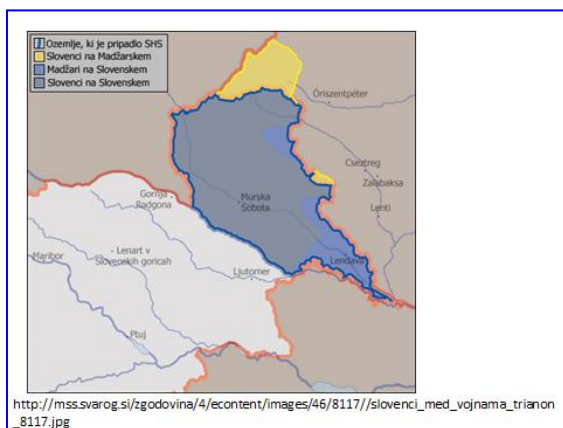 Ozemlje, ki je pripadlo SHS
Slovenci na Madžarskem
Madžari na Slovenskem
Slovenci na Slovenskem
Őriszentpéter
Cseztreg
Zalabaksa
Lenti
Murska
Sobota
Gornja
Radgona
Lendava
Lenart v
Slovenskih goricah
Maribor
Ljutomer
Ptuj
http://mss.svarog.si/zgodovina/4/econtent/images/46/8117//slovenci_med_vojnama_trianon
_8117.jpg